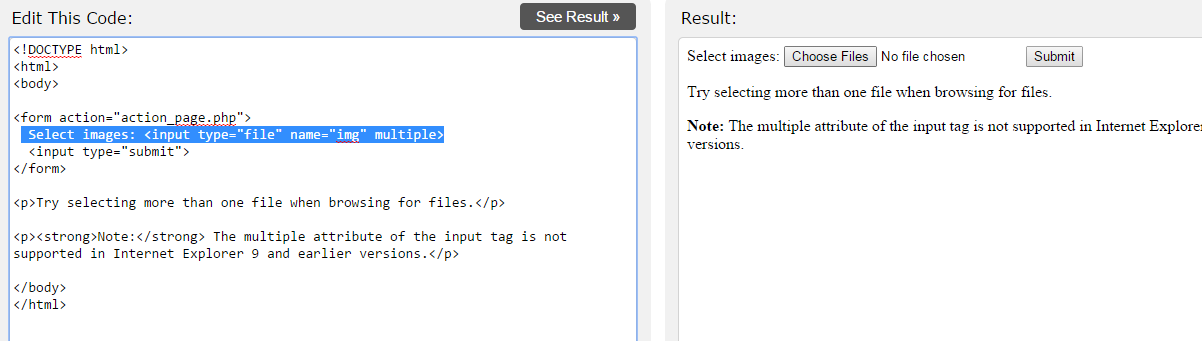 Edit This Code:
See Result »
<!DOCTYPE html>
<html>
<body>
<form action="action_page.php">
Select images: <input type="file" name="img" multiple>
<input type="submit">
</form>
<p>Try selecting more than one file when browsing for files.</p>
<p><strong>Note:</strong> The multiple attribute of the input tag is not
supported in Internet Explorer 9 and earlier versions.</p>
</body>
</html>
Result:
Select images: Choose Files No file chosen Submit
Try selecting more than one file when browsing for files.
Note: The multiple attribute of the input tag is not supported in Internet Explore
versions.